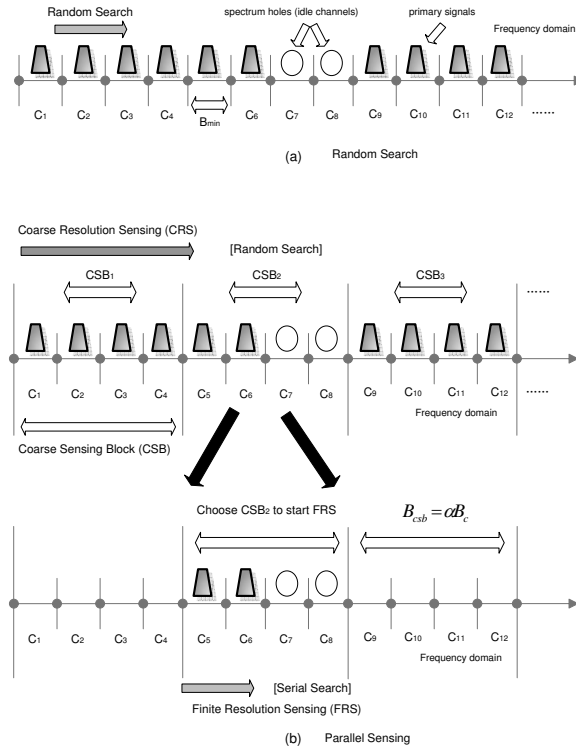 spectrum holes (idle channels) primary signals
Random Search Frequency domain
C1 C2 C3 C4 Bmin C6 C7 C8 C9 C10 C11 C12 ......
(a) Random Search
Coarse Resolution Sensing (CRS)
[Random Search]
CSB1 CSB2 CSB3
......
C1 C2 C3 C4 C5 C6 C7 C8 C9 C10 C11 C12 ......
Frequency domain
Coarse Sensing Block (CSB)
Choose CSB2 to start FRS
Bcsb=αBc
C1 C2 C3 C4 C5 C6 C7 C8 C9 C10 C11 C12
Frequency domain
[Serial Search]
Finite Resolution Sensing (FRS)
(b) Parallel Sensing